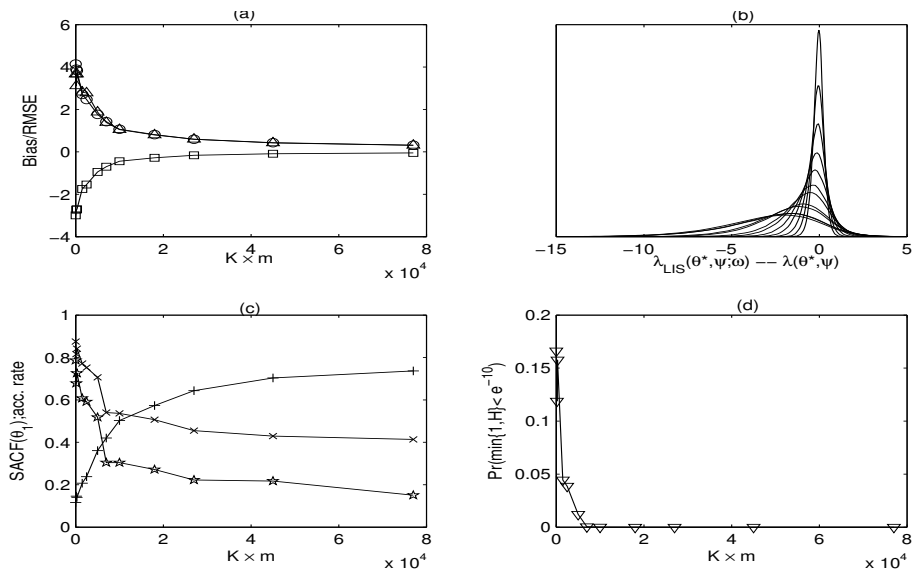 (a)
6
4
2
0
−2
−4
Bias/RMSE
0 2 4 6 8
K × m
x 10^4
(b)
−15 −10 −5 0 5
λ_LIS(θ*,ψ;ω) −− λ(θ*,ψ)
(c)
1
0.8
0.6
0.4
0.2
0
SACF(θ_1);acc. rate
0 2 4 6 8
K × m
x 10^4
(d)
0.2
0.15
0.1
0.05
0
Pr(min{1,H}< e^−10)
0 2 4 6 8
K × m
x 10^4